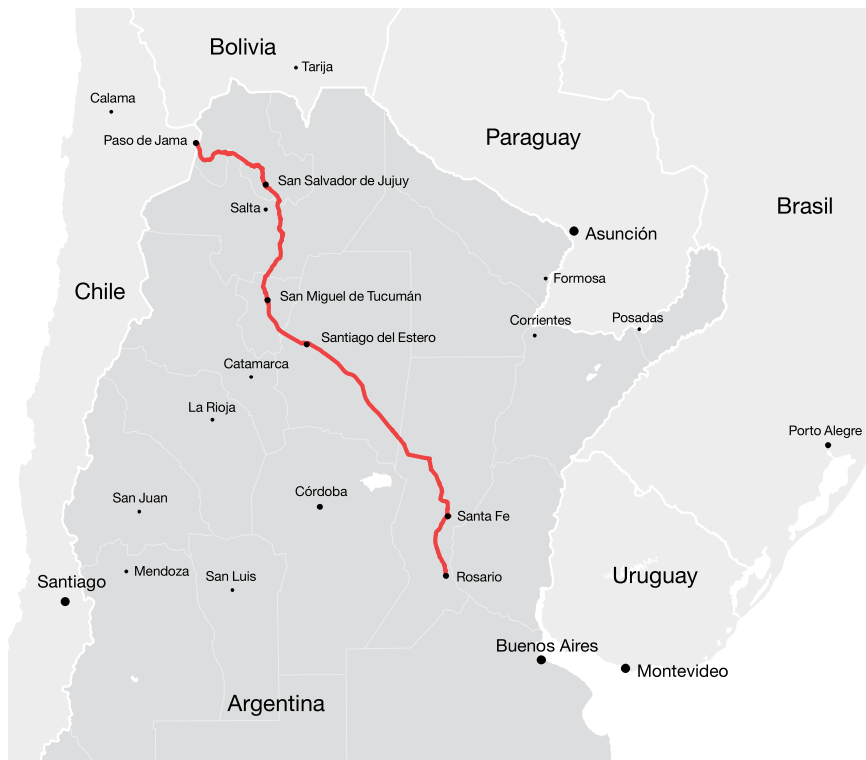 Bolivia
Tarija
Calama
Paso de Jama
Paraguay
San Salvador de Jujuy
Salta
Brasil
Asunción
Formosa
Chile
San Miguel de Tucumán
Corrientes
Posadas
Santiago del Estero
Catamarca
La Rioja
Porto Alegre
Córdoba
San Juan
Santa Fe
Mendoza
San Luis
Rosario
Santiago
Uruguay
Buenos Aires
Montevideo
Argentina